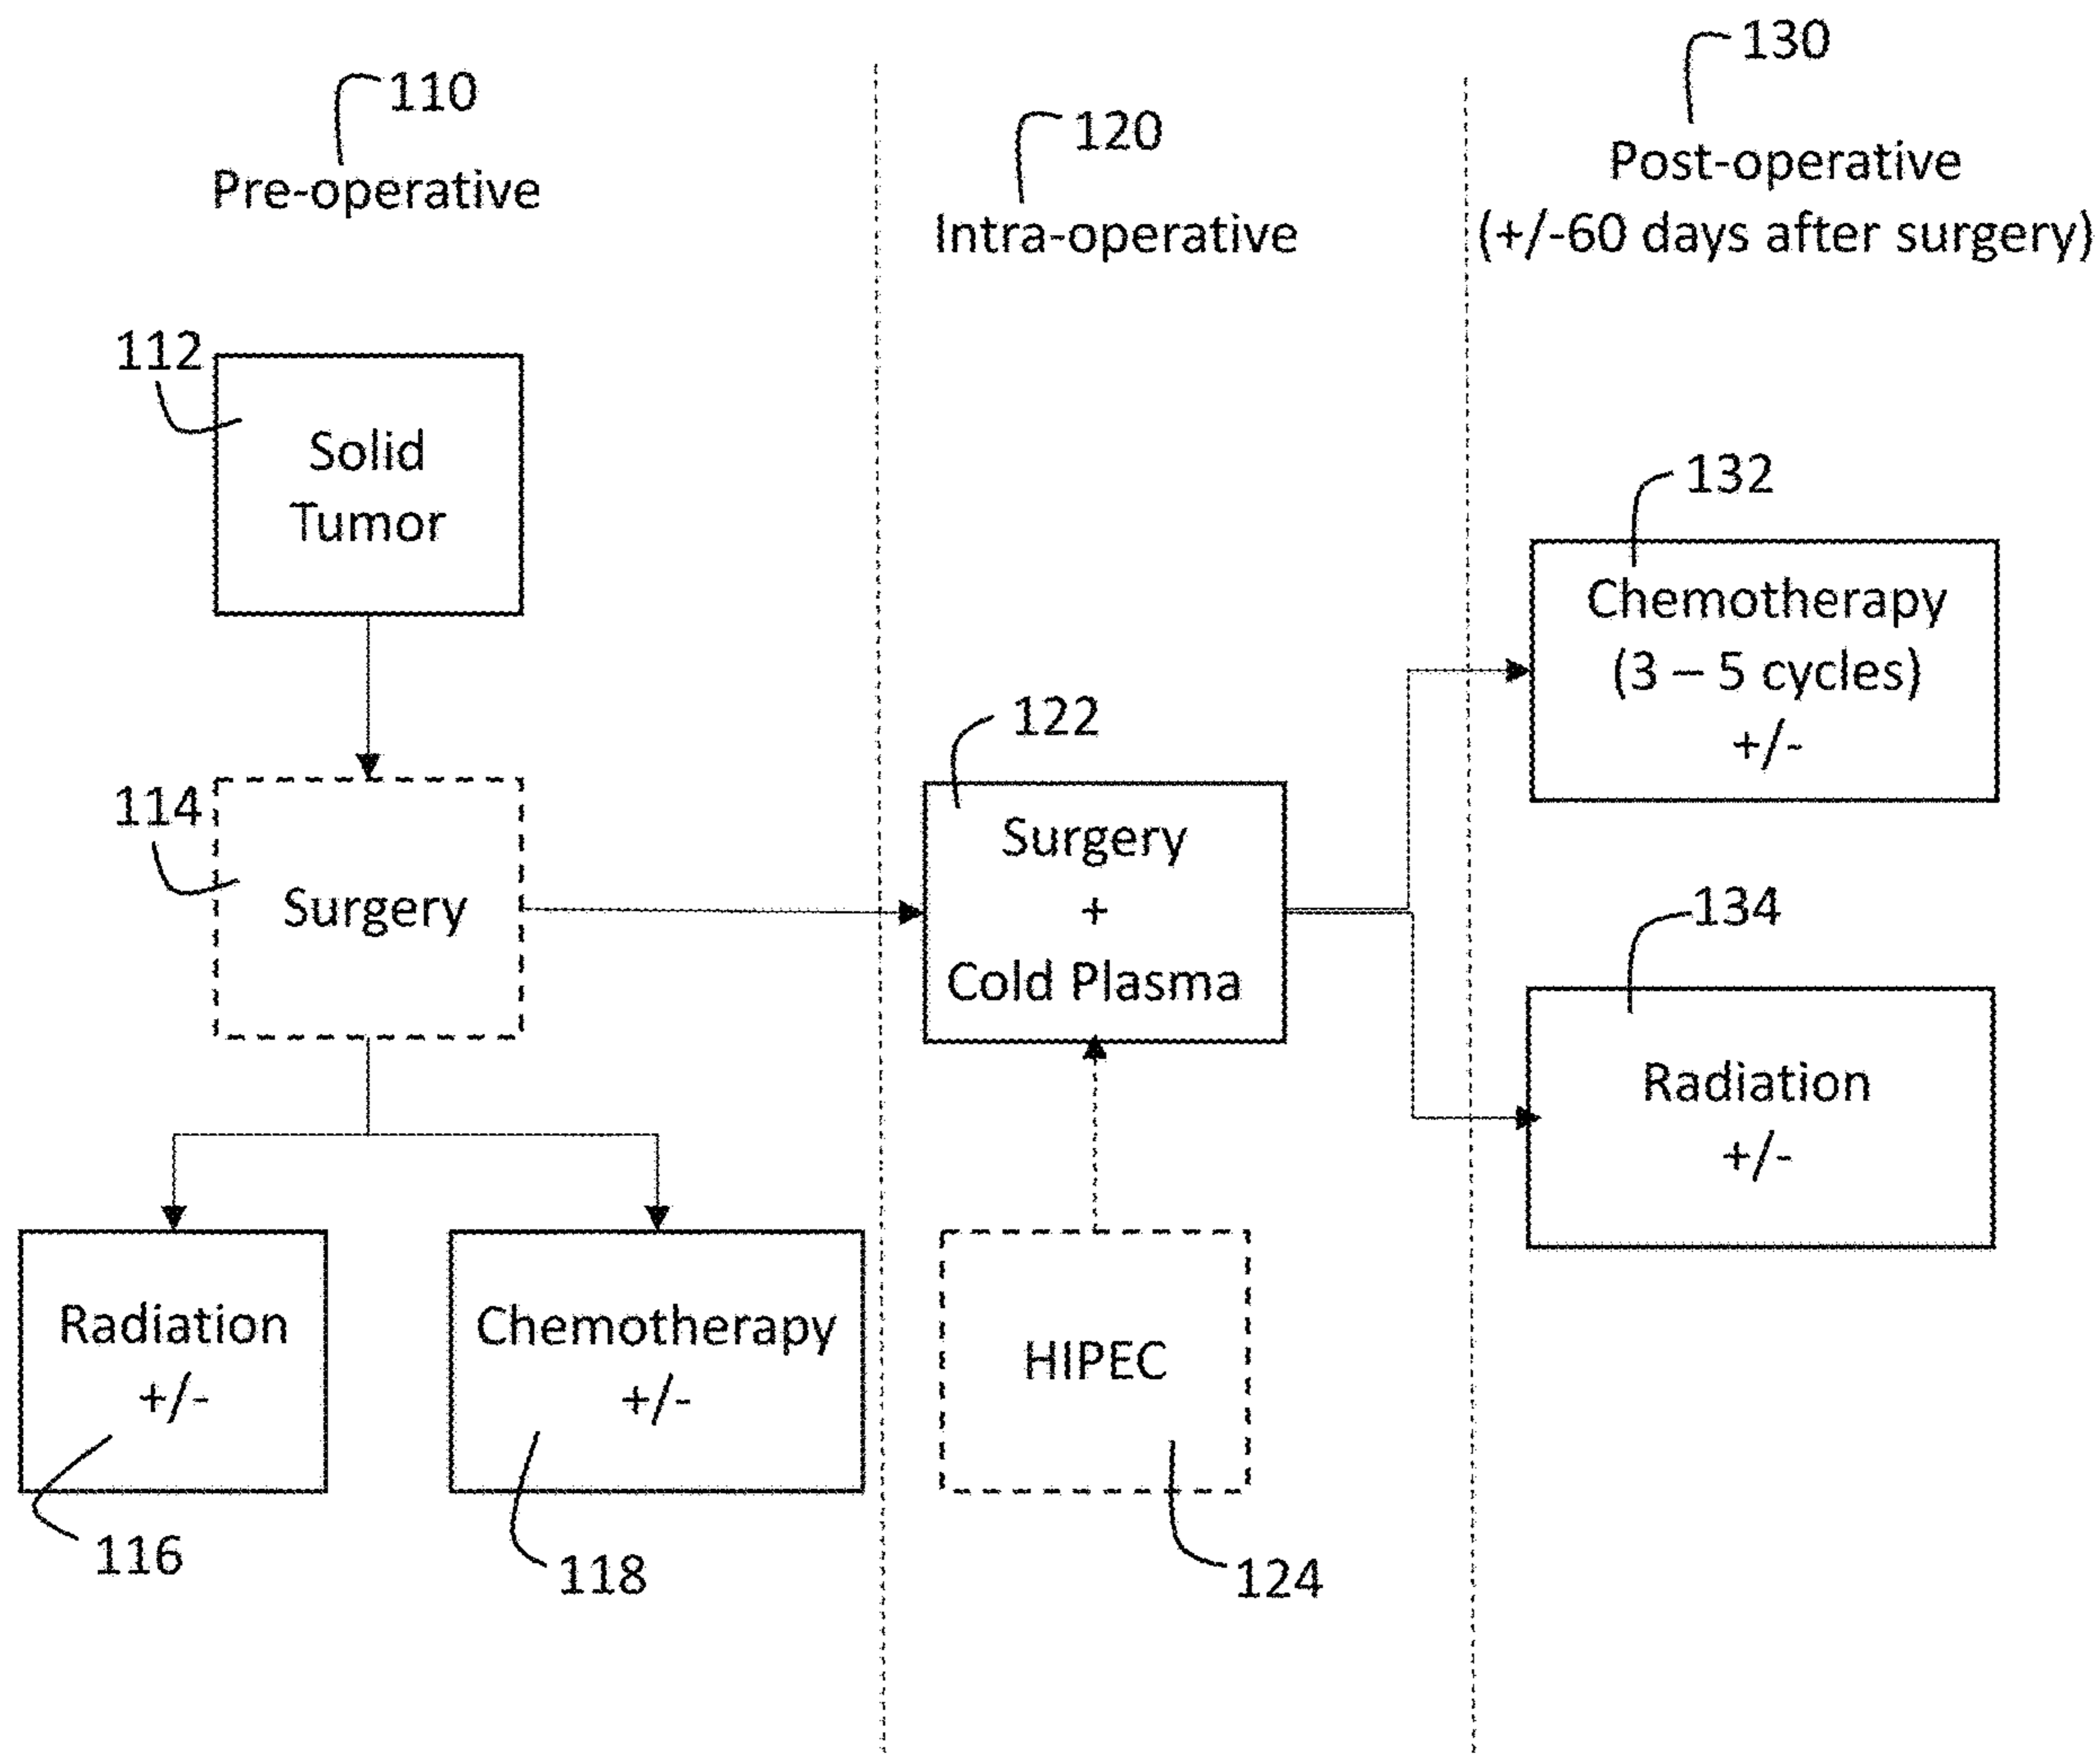 110
Pre-operative
112
Solid
Tumor
114
Surgery
Radiation
+/-
116
Chemotherapy
+/-
118
120
Intra-operative
122
Surgery
+
Cold Plasma
HIPEC
124
130
Post-operative
(+/-60 days after surgery)
132
Chemotherapy
(3 – 5 cycles)
+/-
134
Radiation
+/-